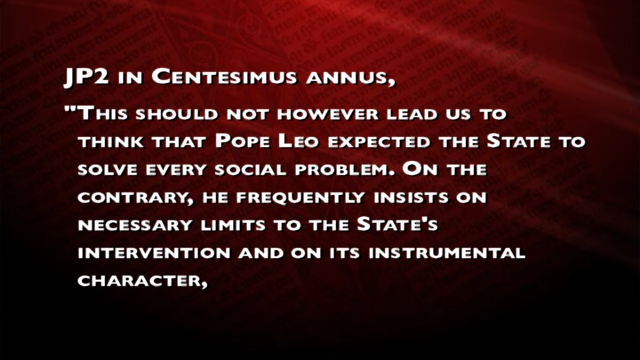 JP2 in Centesimus annus,
"This should not however lead us to
think that Pope Leo expected the State to
solve every social problem. On the
contrary, he frequently insists on
necessary limits to the State's
intervention and on its instrumental
character,